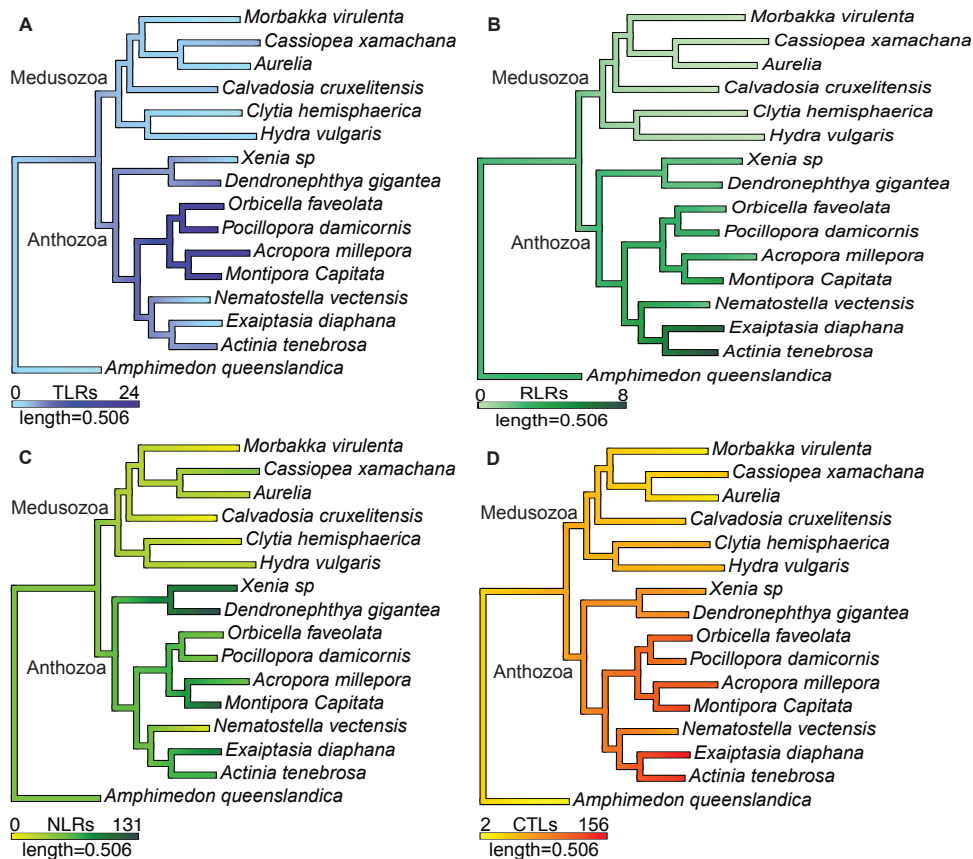 A
Morbakka virulenta
Cassiopea xamachana
Aurelia
Medusozoa
Calvadosia cruxelitensis
Clytia hemisphaerica
Hydra vulgaris
Xenia sp
Dendronephthya gigantea
Orbicella faveolata
Pocillopora damicornis
Anthozoa
Acropora millepora
Montipora Capitata
Nematostella vectensis
Exaiptasia diaphana
Actinia tenebrosa
Amphimedon queenslandica
0 TLRs 24
length=0.506
B
Morbakka virulenta
Cassiopea xamachana
Aurelia
Medusozoa
Calvadosia cruxelitensis
Clytia hemisphaerica
Hydra vulgaris
Xenia sp
Dendronephthya gigantea
Orbicella faveolata
Pocillopora damicornis
Anthozoa
Acropora millepora
Montipora Capitata
Nematostella vectensis
Exaiptasia diaphana
Actinia tenebrosa
Amphimedon queenslandica
0 RLRs 8
length=0.506
C
Morbakka virulenta
Cassiopea xamachana
Aurelia
Medusozoa
Calvadosia cruxelitensis
Clytia hemisphaerica
Hydra vulgaris
Xenia sp
Dendronephthya gigantea
Orbicella faveolata
Pocillopora damicornis
Anthozoa
Acropora millepora
Montipora Capitata
Nematostella vectensis
Exaiptasia diaphana
Actinia tenebrosa
Amphimedon queenslandica
0 NLRs 131
length=0.506
D
Morbakka virulenta
Cassiopea xamachana
Aurelia
Medusozoa
Calvadosia cruxelitensis
Clytia hemisphaerica
Hydra vulgaris
Xenia sp
Dendronephthya gigantea
Orbicella faveolata
Pocillopora damicornis
Anthozoa
Acropora millepora
Montipora Capitata
Nematostella vectensis
Exaiptasia diaphana
Actinia tenebrosa
Amphimedon queenslandica
2 CTLs 156
length=0.506